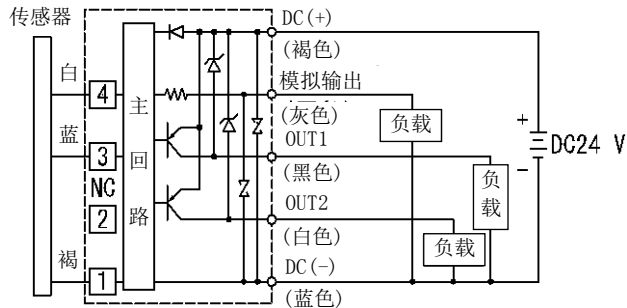 传感器
DC(+)
(褐色)
模拟输出
(灰色)
OUT1
(黑色)
OUT2
(白色)
DC(-)
(蓝色)
白
蓝
褐
4
3
NC
2
1
主回路
负载
负载
负载
+
DC24 V
−